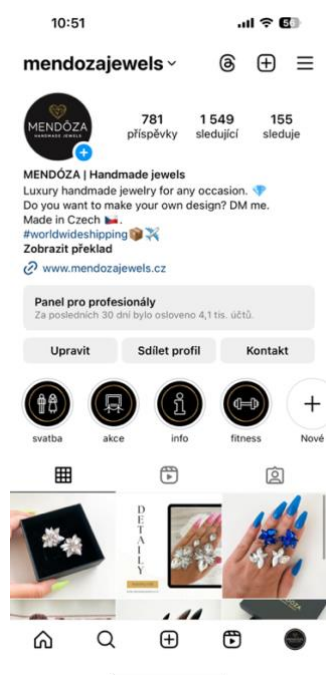 10:51
mendozajewels
781
1 549
155
příspěvky
sledující
sleduje
MENDÓZA
HANDMADE JEWELS
MENDÓZA | Handmade jewels
Luxury handmade jewelry for any occasion. 💎
Do you want to make your own design? DM me.
Made in Czech 🇨🇿.
#worldwideshipping📦✈️
Zobrazit překlad
www.mendozajewels.cz
Panel pro profesionály
Za posledních 30 dní bylo osloveno 4,1 tis. účtů.
Upravit
Sdílet profil
Kontakt
svatba
akce
info
fitness
Nové
DETAILY